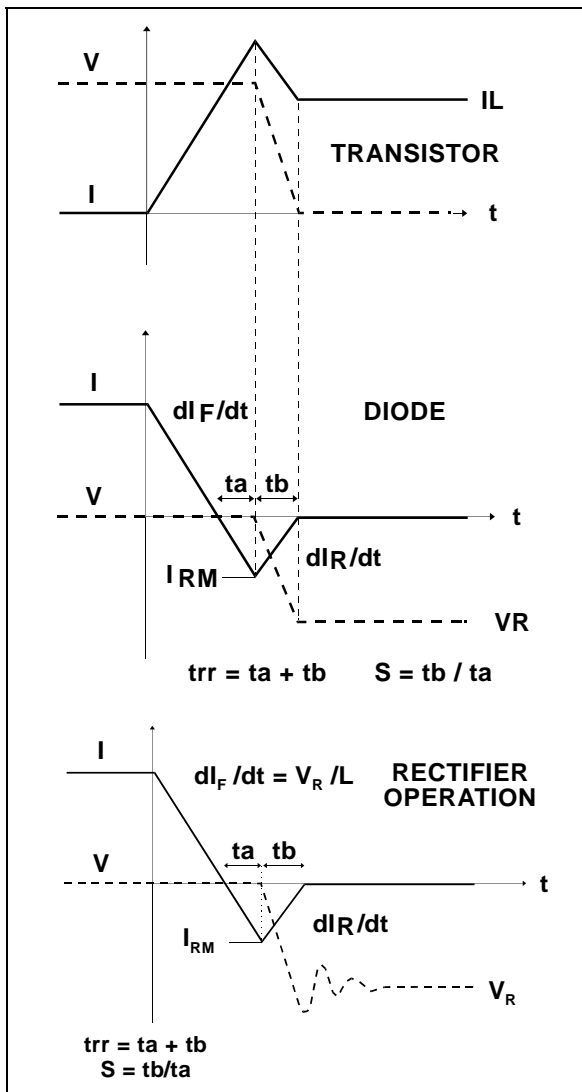 V
IL
TRANSISTOR
I
t
I
dIF/dt
DIODE
ta tb
V
t
IRM
dIR/dt
VR
trr = ta + tb S = tb / ta
I
dIF/dt = VR/L
RECTIFIER
OPERATION
ta tb
V
t
IRM
dIR/dt
VR
trr = ta + tb
S = tb/ta